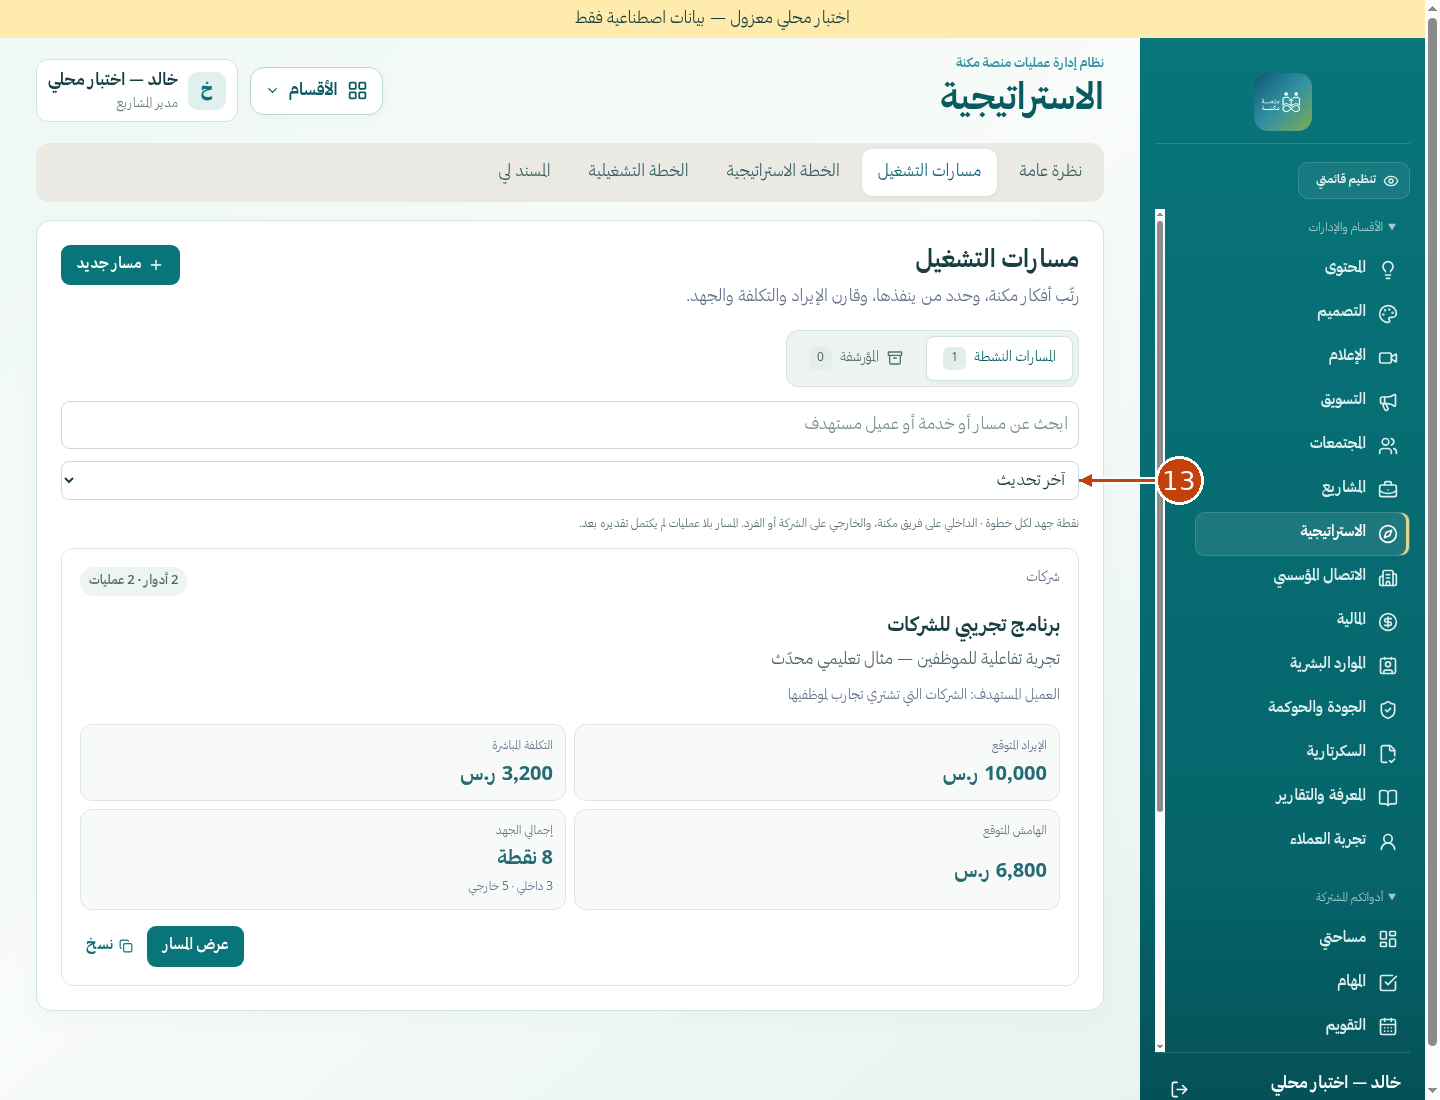 اختبار محلي معزول — بيانات اصطناعية فقط
نظام إدارة عمليات منصة مكنة
الاستراتيجية
الأقسام
خ
خالد — اختبار محلي
مدير المشاريع
نظرة عامة
مسارات التشغيل
الخطة الاستراتيجية
الخطة التشغيلية
المسند لي
مسارات التشغيل
مسار جديد
رتّب أفكار مكنة، وحدد من ينفذها، وقارن الإيراد والتكلفة والجهد.
المسارات النشطة 1
المؤرشفة 0
ابحث عن مسار أو خدمة أو عميل مستهدف
آخر تحديث
13
نقطة جهد لكل خطوة · الداخلي على فريق مكنة، والخارجي على الشركة أو الفرد. المسار بلا عمليات لم يكتمل تقديره بعد.
شركات
2 أدوار · 2 عمليات
برنامج تجريبي للشركات
تجربة تفاعلية للموظفين — مثال تعليمي محدّث
العميل المستهدف: الشركات التي تشتري تجارب لموظفيها
الإيراد المتوقع
10,000 ر.س
التكلفة المباشرة
3,200 ر.س
الهامش المتوقع
6,800 ر.س
إجمالي الجهد
8 نقطة
3 داخلي · 5 خارجي
عرض المسار
نسخ
تنظيم قائمتي
الأقسام والإدارات
المحتوى
التصميم
الإعلام
التسويق
المجتمعات
المشاريع
الاستراتيجية
الاتصال المؤسسي
المالية
الموارد البشرية
الجودة والحوكمة
السكرتارية
المعرفة والتقارير
تجربة العملاء
أدواتكم المشتركة
مساحتي
المهام
التقويم
خالد — اختبار محلي